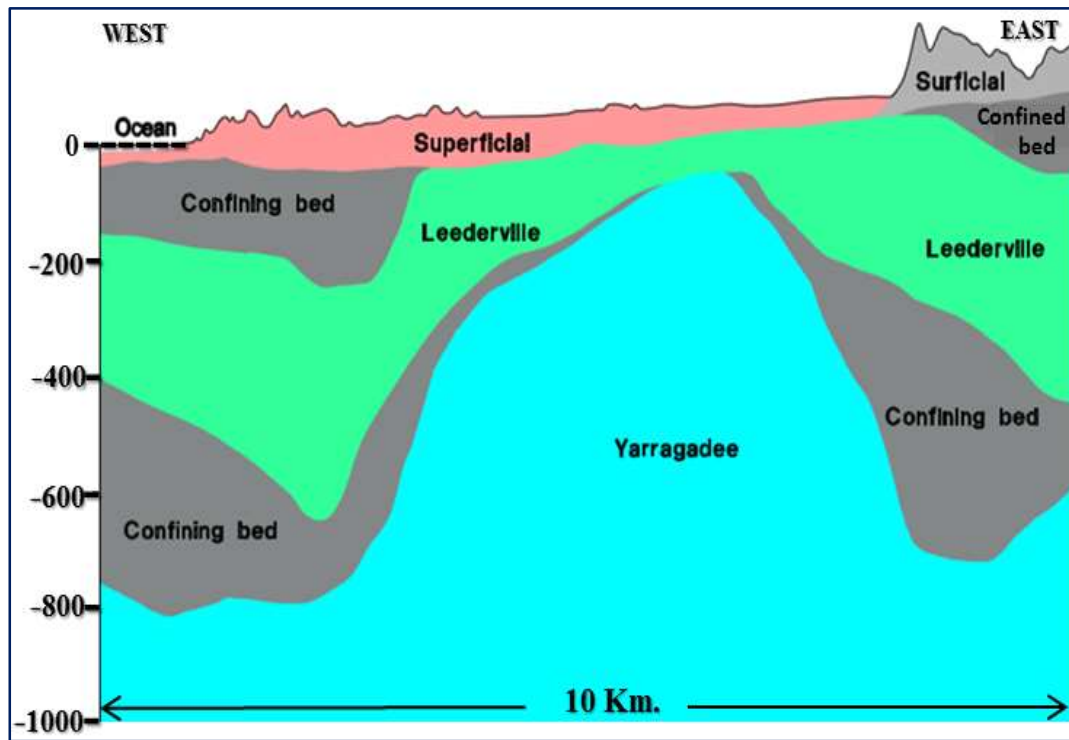 WEST
EAST
Surficial
Ocean
0
Superficial
Confined
bed
Confining bed
Leederville
Leederville
-200
-400
Confining bed
Yarragadee
-600
Confining bed
-800
10 Km.
-1000